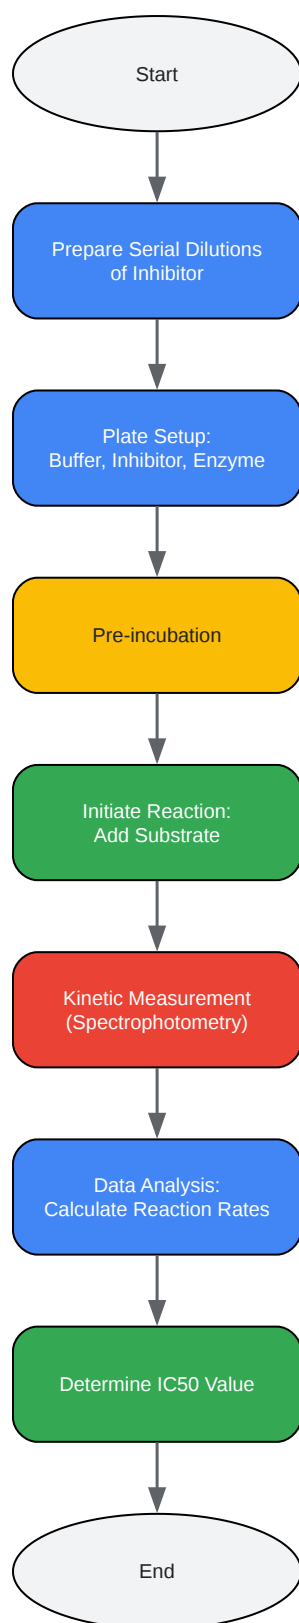 Start
Prepare Serial Dilutions
of Inhibitor
Plate Setup:
Buffer, Inhibitor, Enzyme
Pre-incubation
Initiate Reaction:
Add Substrate
Kinetic Measurement
(Spectrophotometry)
Data Analysis:
Calculate Reaction Rates
Determine IC50 Value
End